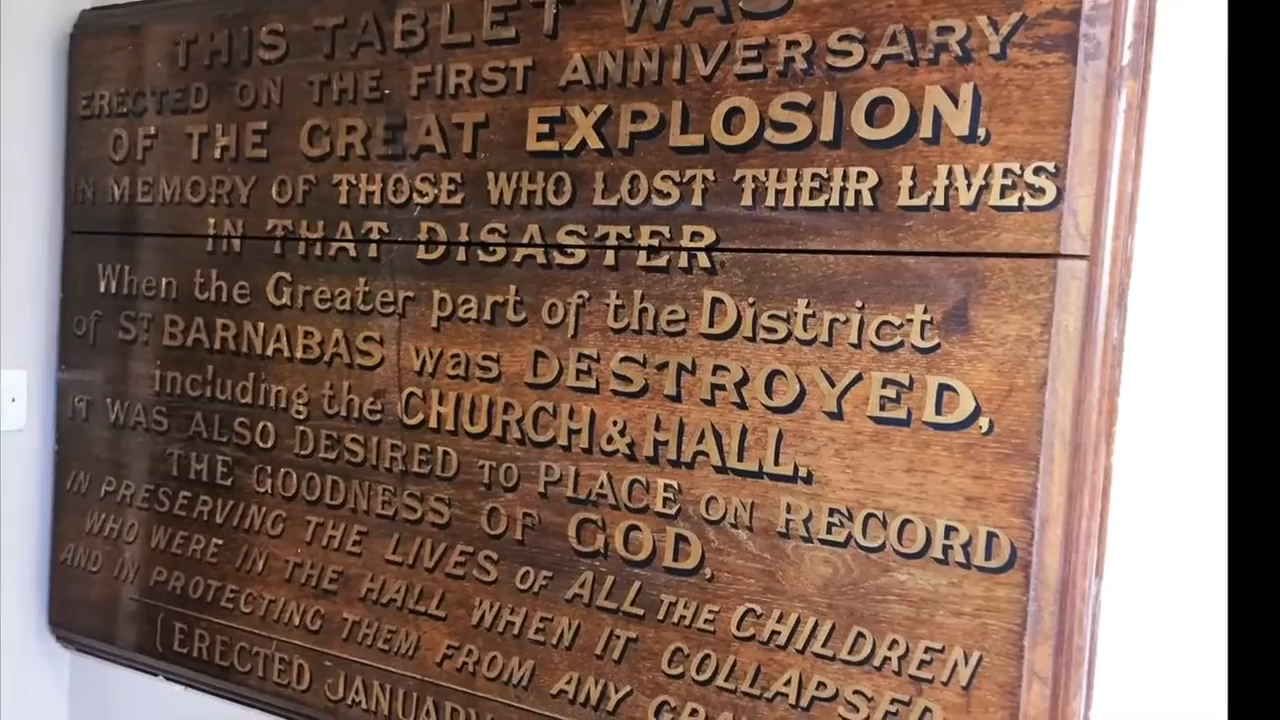 THIS TABLET WAS
ERECTED ON THE FIRST ANNIVERSARY
OF THE GREAT EXPLOSION,
IN MEMORY OF THOSE WHO LOST THEIR LIVES
IN THAT DISASTER
When the Greater part of the District
of ST BARNABAS was DESTROYED,
including the CHURCH & HALL.
IT WAS ALSO DESIRED TO PLACE ON RECORD
THE GOODNESS OF GOD,
IN PRESERVING THE LIVES OF ALL THE CHILDREN
WHO WERE IN THE HALL WHEN IT COLLAPSED
AND IN PROTECTING THEM FROM ANY
(ERECTED JANUARY